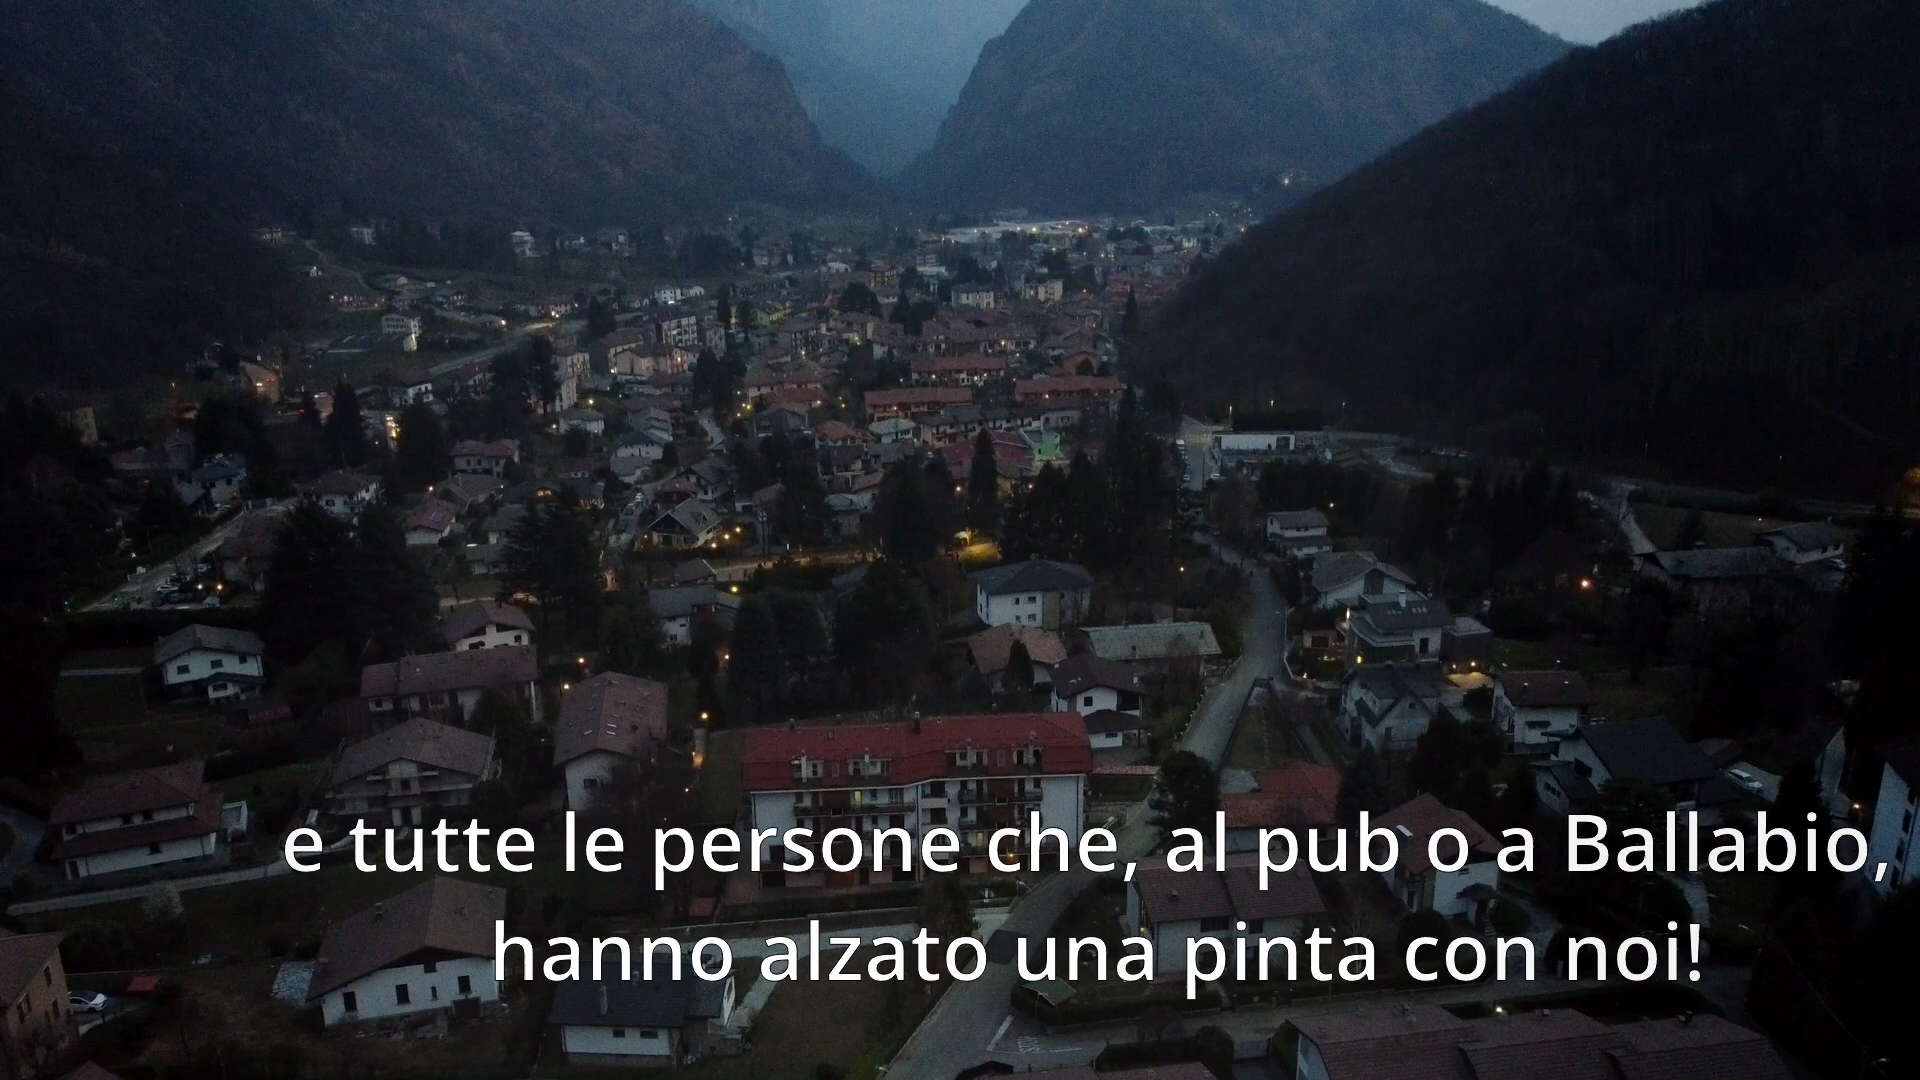 e tutte le persone che, al pub o a Ballabio,
hanno alzato una pinta con noi!